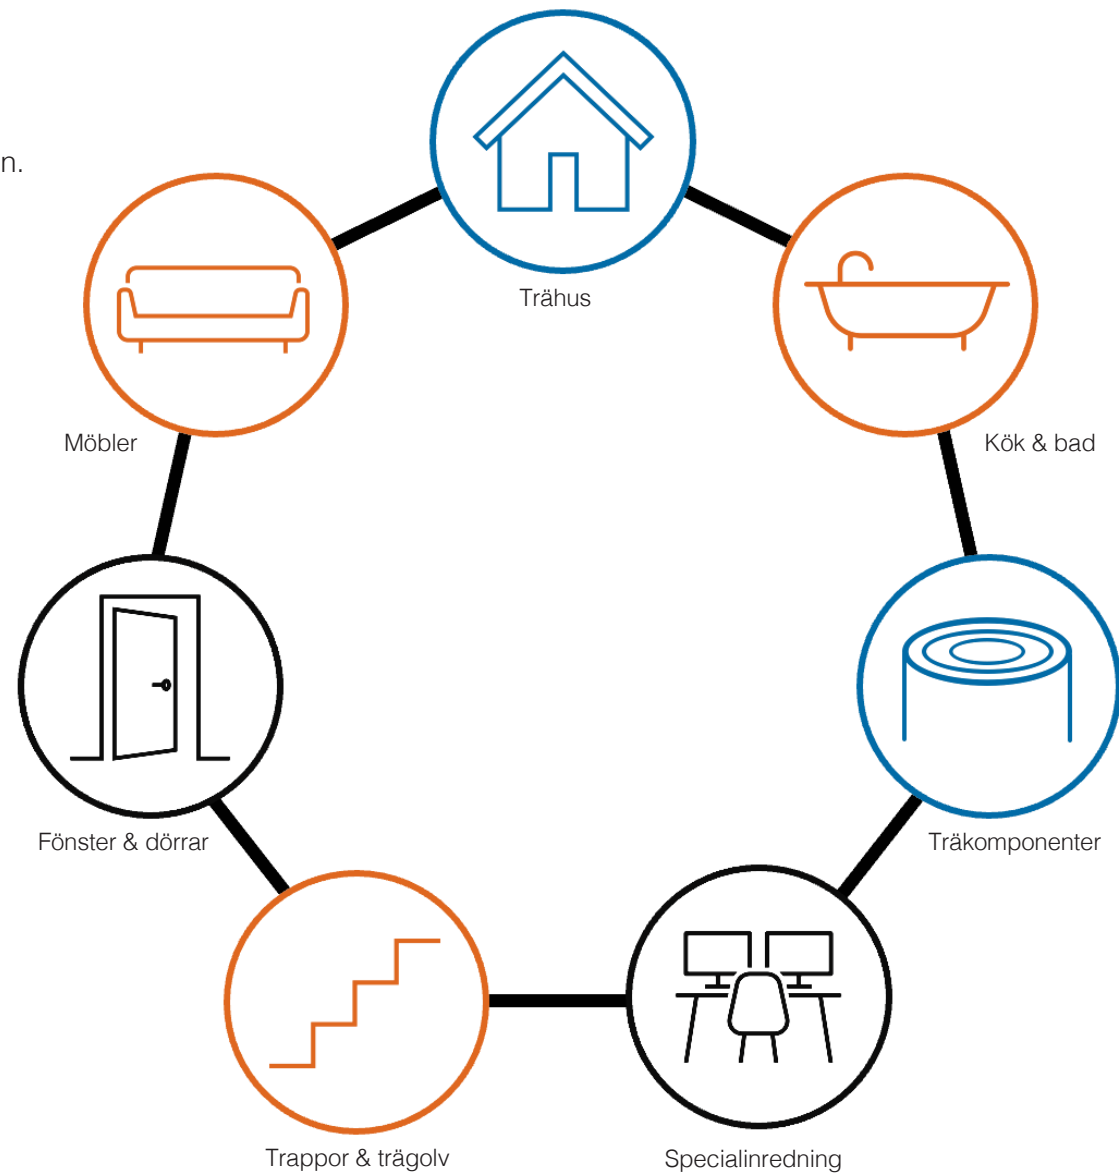 n.
Trähus
Möbler
Kök & bad
Fönster & dörrar
Träkomponenter
Trappor & trägolv
Specialinredning